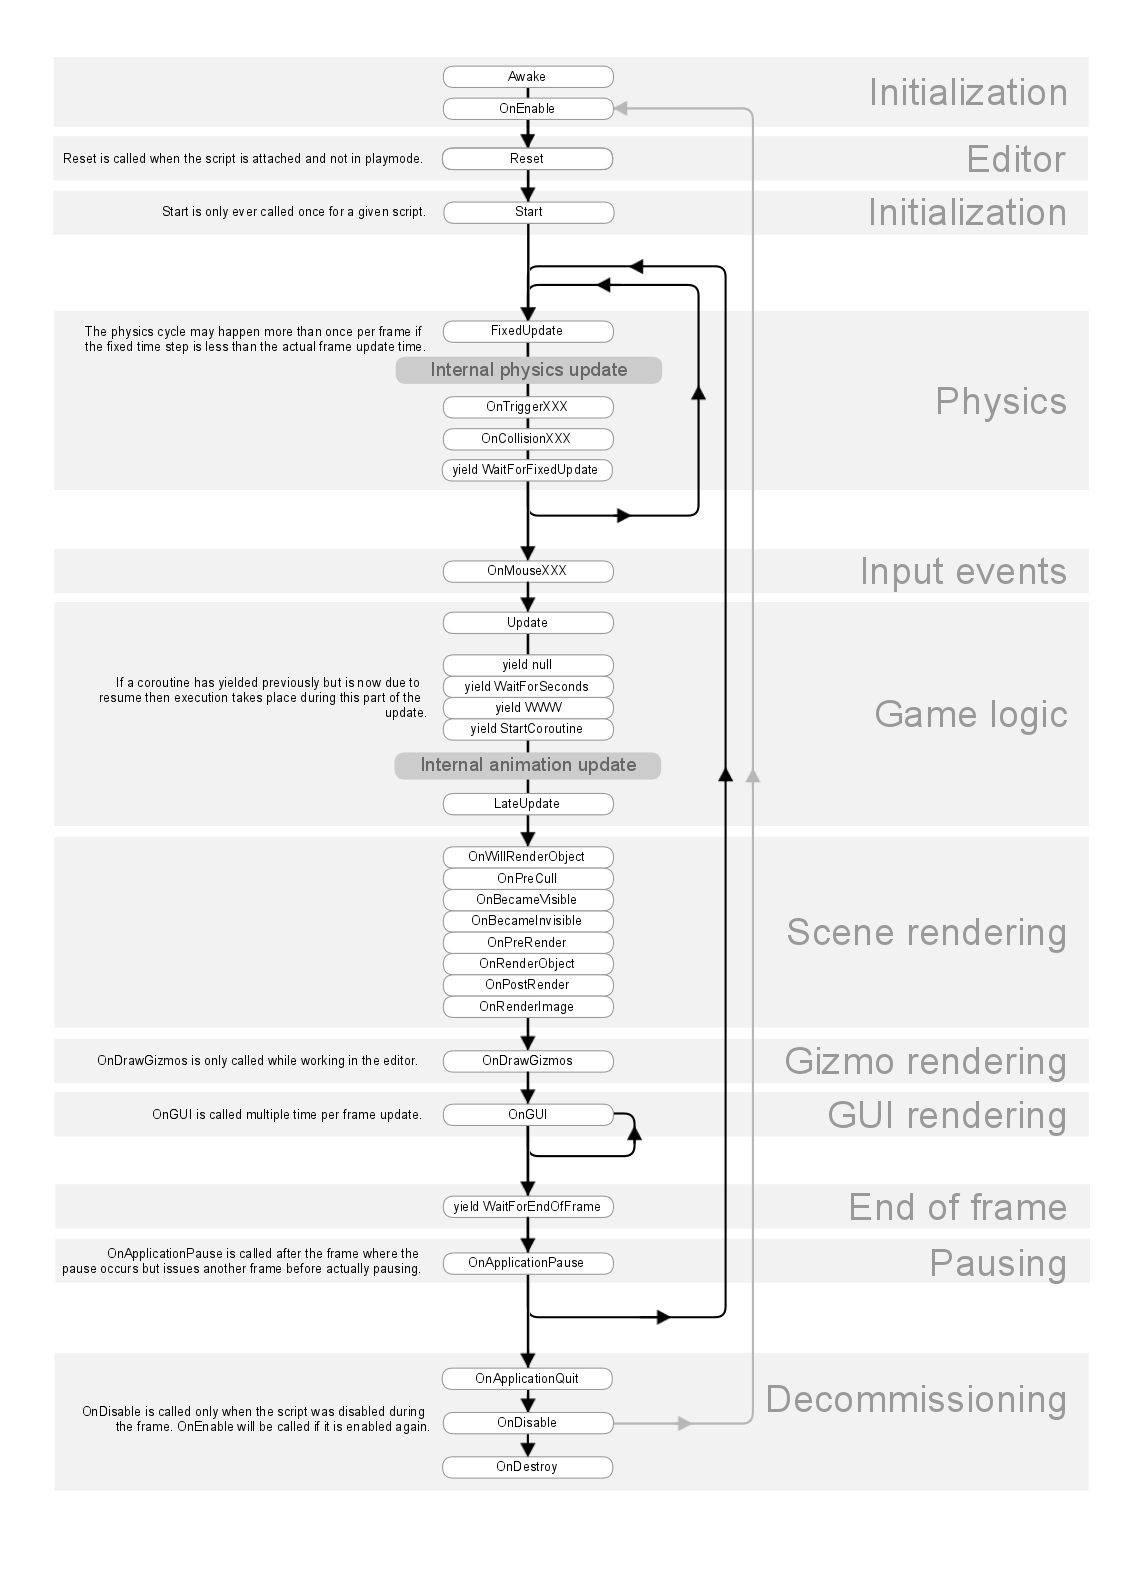 Awake
Initialization
OnEnable
Reset is called when the script is attached and not in playmode.
Reset
Editor
Start is only ever called once for a given script.
Start
Initialization
The physics cycle may happen more than once per frame if
the fixed time step is less than the actual frame update time.
FixedUpdate
Internal physics update
Physics
OnTriggerXXX
OnCollisionXXX
yield WaitForFixedUpdate
OnMouseXXX
Input events
Update
If a coroutine has yielded previously but is now due to
resume then execution takes place during this part of the
update.
yield null
yield WaitForSeconds
yield WWW
yield StartCoroutine
Game logic
Internal animation update
LateUpdate
OnWillRenderObject
OnPreCull
OnBecameVisible
OnBecameInvisible
OnPreRender
OnRenderObject
OnPostRender
OnRenderImage
Scene rendering
OnDrawGizmos is only called while working in the editor.
OnDrawGizmos
Gizmo rendering
OnGUI is called multiple time per frame update.
OnGUI
GUI rendering
yield WaitForEndOfFrame
End of frame
OnApplicationPause is called after the frame where the
pause occurs but issues another frame before actually pausing.
OnApplicationPause
Pausing
OnApplicationQuit
Decommissioning
OnDisable is called only when the script was disabled during
the frame. OnEnable will be called if it is enabled again.
OnDisable
OnDestroy